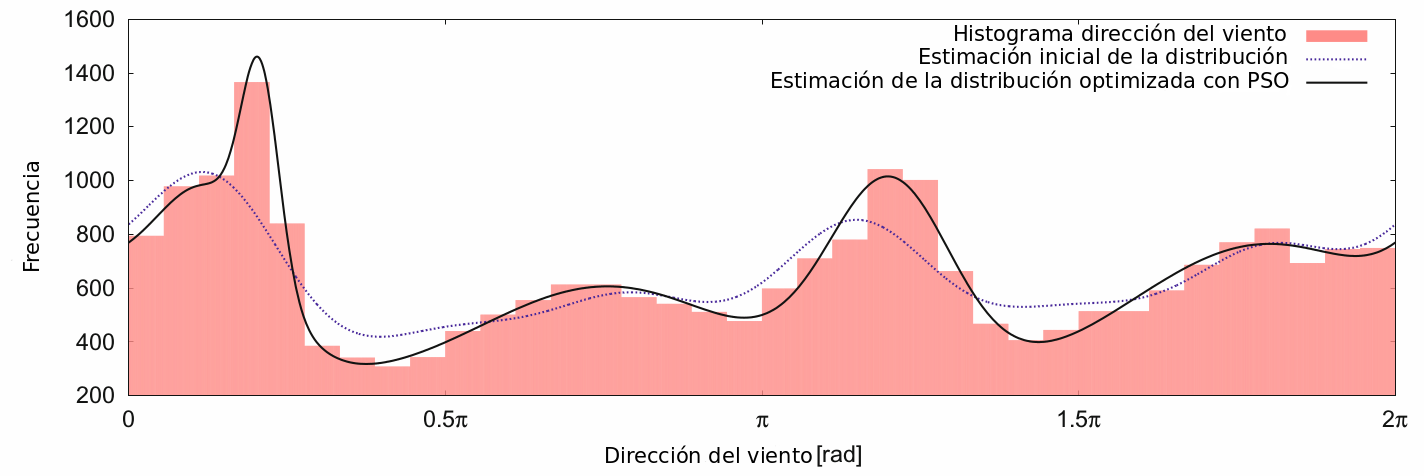 1600
1400
1200
1000
800
600
400
200
Frecuencia
Histograma dirección del viento
Estimación inicial de la distribución
Estimación de la distribución optimizada con PSO
0 0.5π π 1.5π 2π
Dirección del viento [rad]